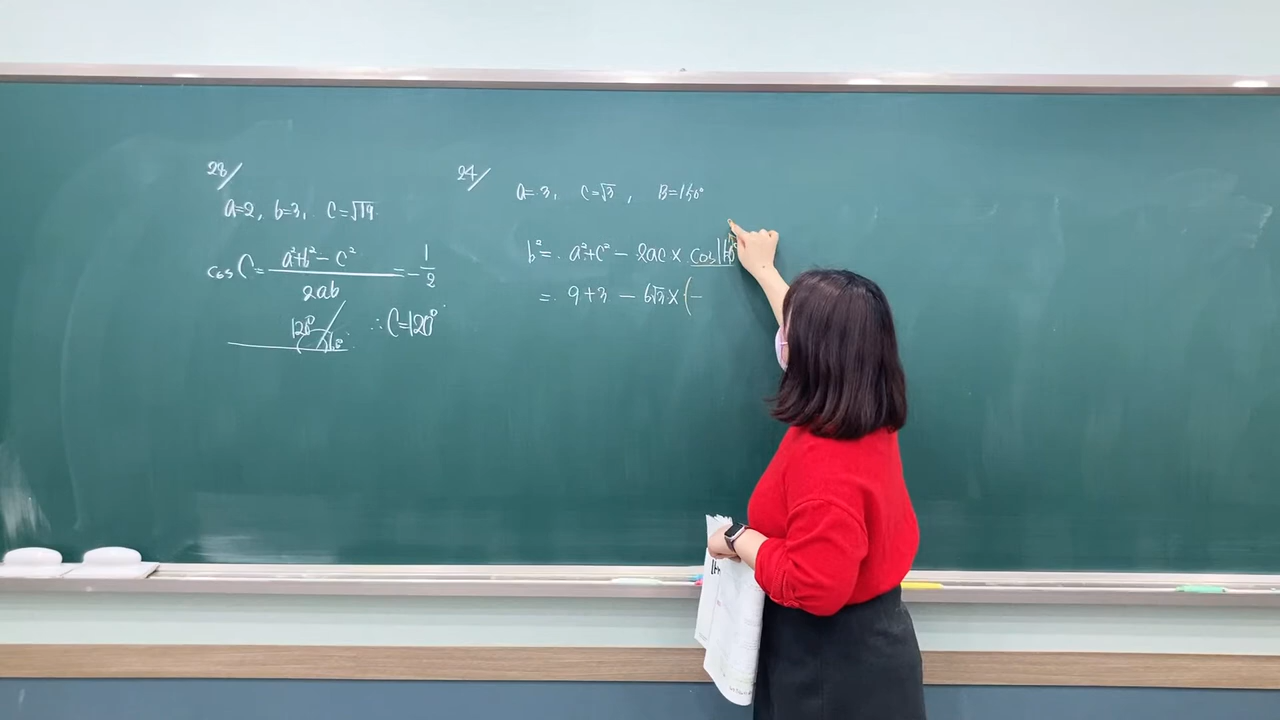 23/
a=2, b=3, c=√19
cos C = (a²+b²-c²)/(2ab) = -1/2
120°
∴ C=120°
24/
a=3, c=√3, B=150°
b² = a²+c² - 2ac × cos150°
= 9+3 - 6√3 × (-